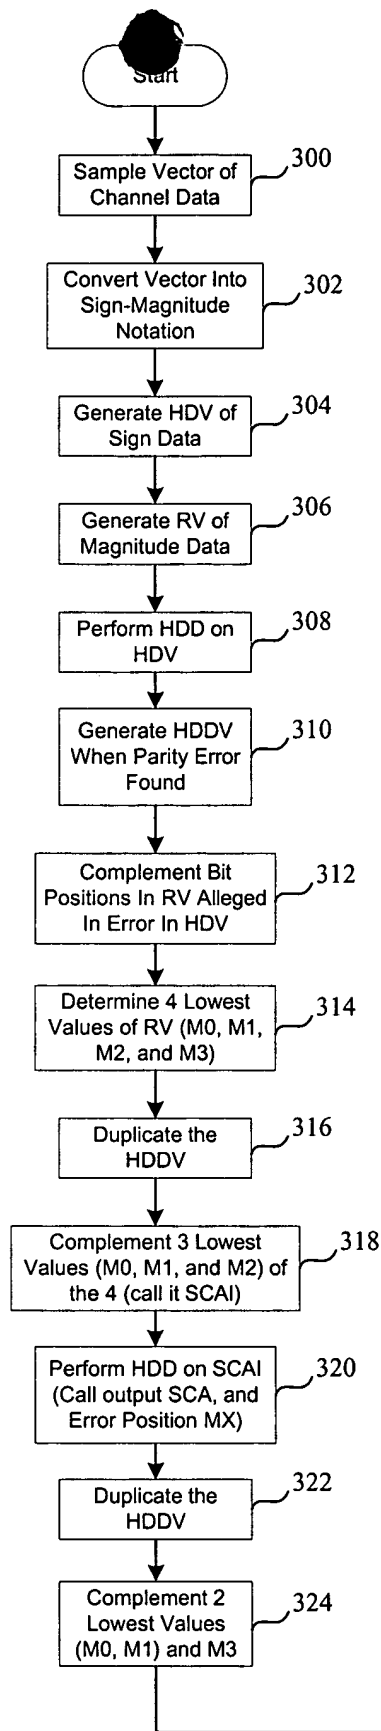 Start
300
Sample Vector of
Channel Data
302
Convert Vector Into
Sign-Magnitude
Notation
304
Generate HDV of
Sign Data
306
Generate RV of
Magnitude Data
308
Perform HDD on
HDV
310
Generate HDDV
When Parity Error
Found
312
Complement Bit
Positions In RV Alleged
In Error In HDV
314
Determine 4 Lowest
Values of RV (M0, M1,
M2, and M3)
316
Duplicate the
HDDV
318
Complement 3 Lowest
Values (M0, M1, and M2) of
the 4 (call it SCAI)
320
Perform HDD on SCAI
(Call output SCA, and
Error Position MX)
322
Duplicate the
HDDV
324
Complement 2
Lowest Values
(M0, M1) and M3